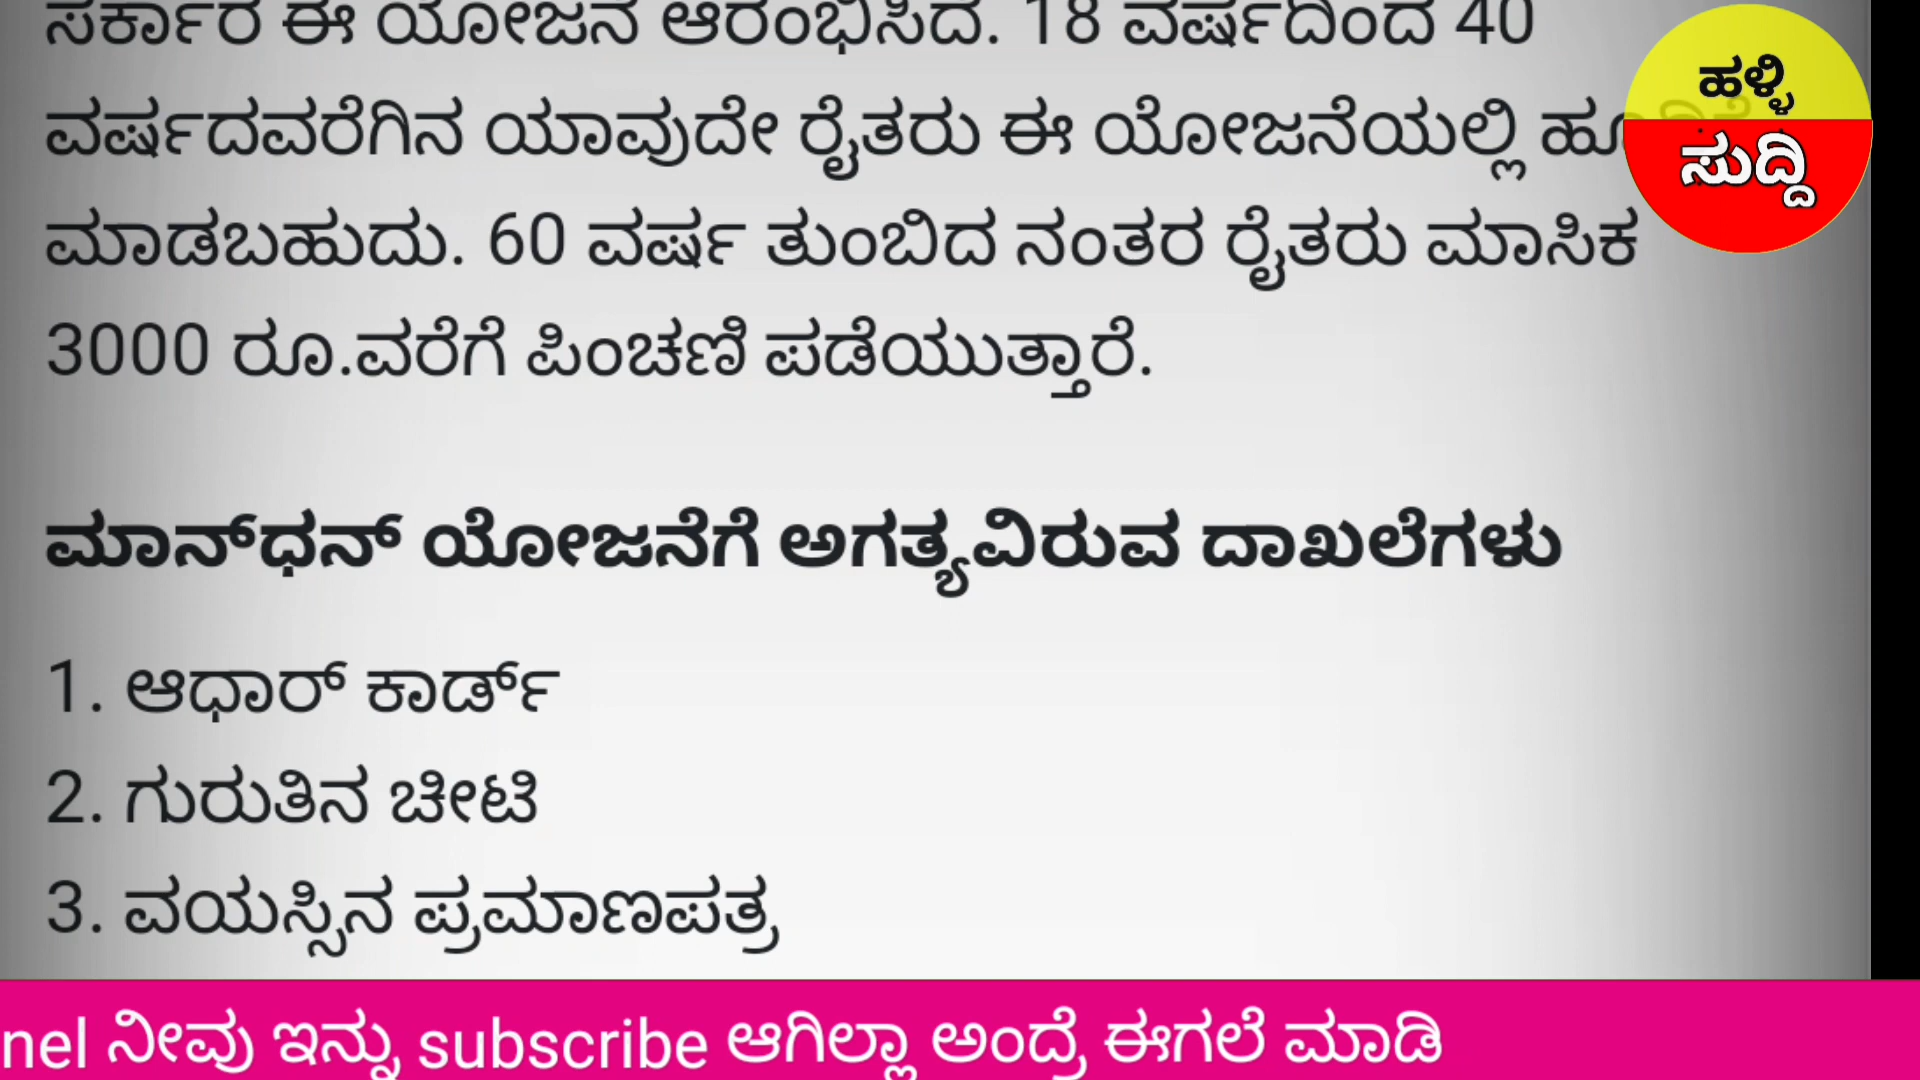 ಸರ್ಕಾರ ಈ ಯೋಜನೆ ಆರಂಭಿಸಿದೆ. 18 ವರ್ಷದಿಂದ 40
ವರ್ಷದವರೆಗಿನ ಯಾವುದೇ ರೈತರು ಈ ಯೋಜನೆಯಲ್ಲಿ
ಮಾಡಬಹುದು. 60 ವರ್ಷ ತುಂಬಿದ ನಂತರ ರೈತರು ಮಾಸಿಕ
3000 ರೂ.ವರೆಗೆ ಪಿಂಚಣಿ ಪಡೆಯುತ್ತಾರೆ.
ಮಾನ್‌ಧನ್ ಯೋಜನೆಗೆ ಅಗತ್ಯವಿರುವ ದಾಖಲೆಗಳು
1. ಆಧಾರ್ ಕಾರ್ಡ್
2. ಗುರುತಿನ ಚೀಟಿ
3. ವಯಸ್ಸಿನ ಪ್ರಮಾಣಪತ್ರ
nel ನೀವು ಇನ್ನು subscribe ಆಗಿಲ್ಲಾ ಅಂದ್ರೆ ಈಗಲೆ ಮಾಡಿ
ಹಳ್ಳಿ
ಸುದ್ದಿ